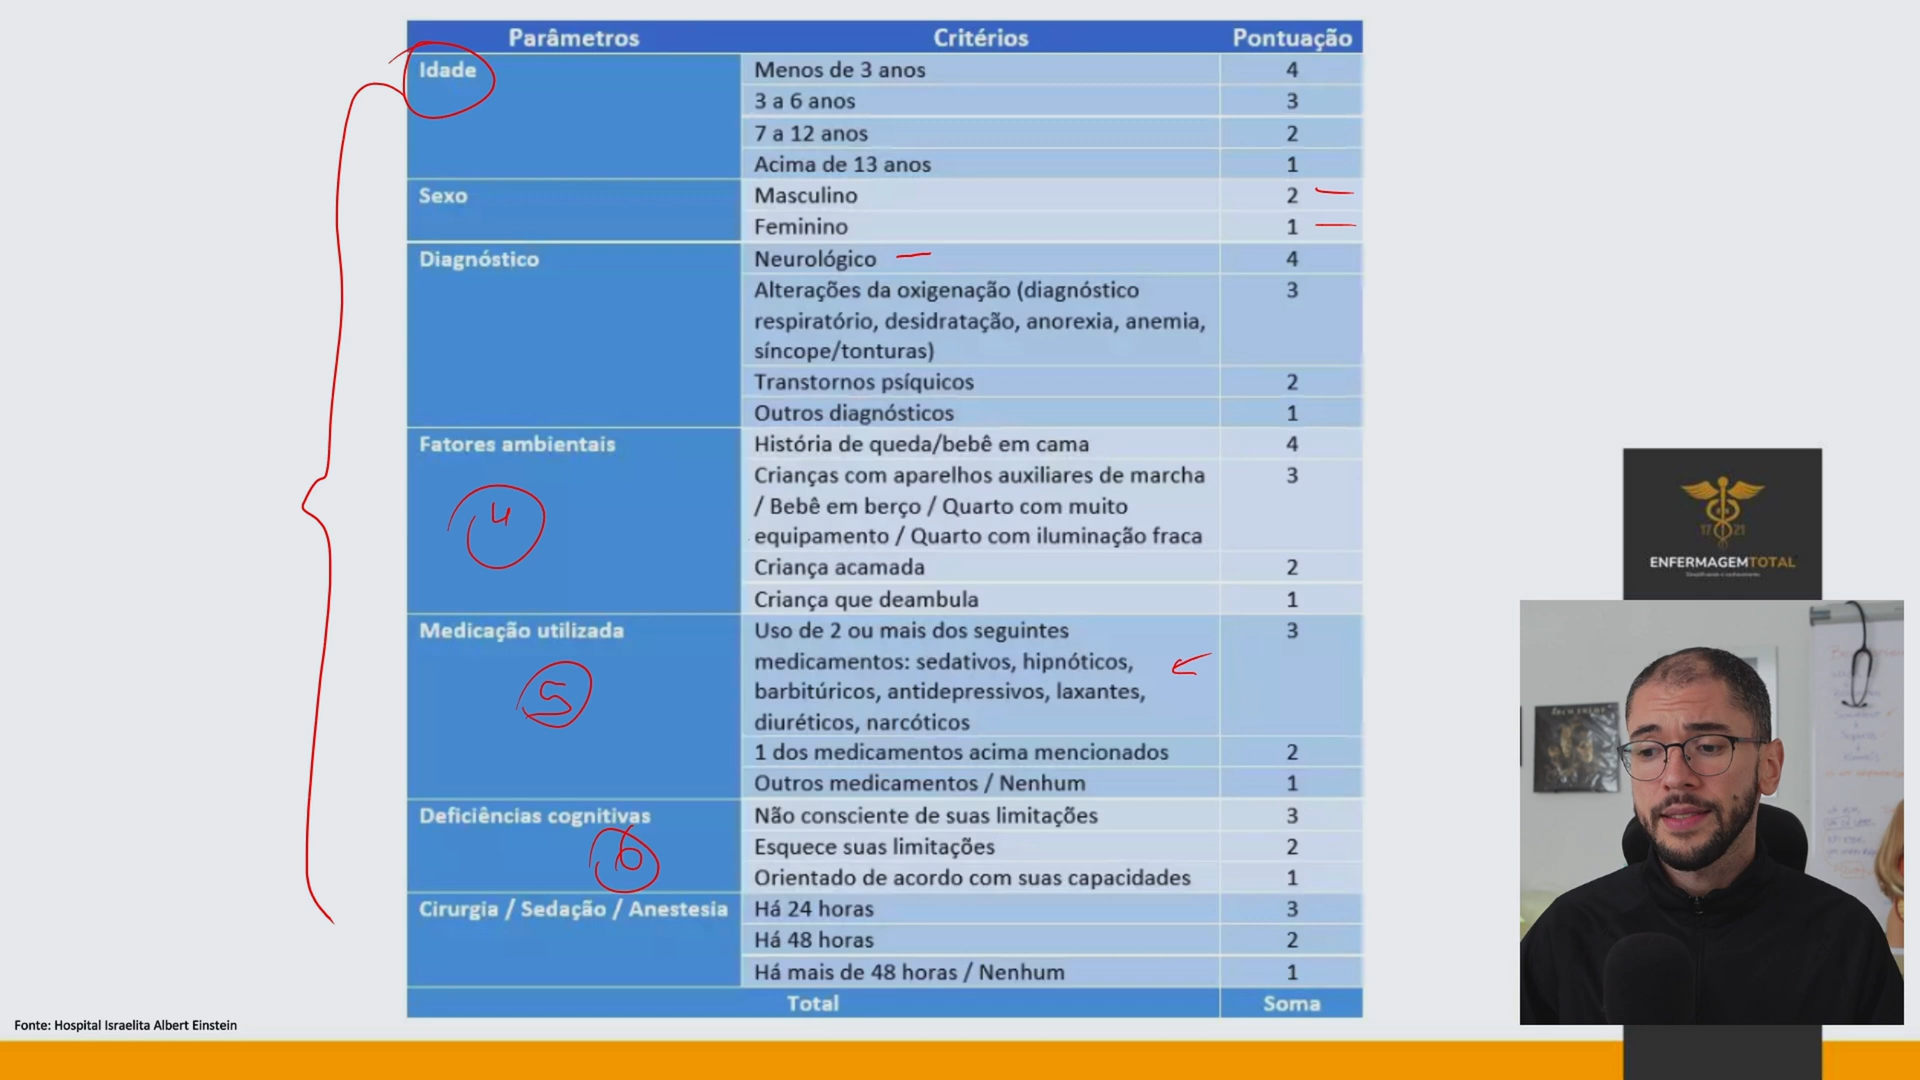 Parâmetros Critérios Pontuação
Idade Menos de 3 anos 4
3 a 6 anos 3
7 a 12 anos 2
Acima de 13 anos 1
Sexo Masculino 2
Feminino 1
Diagnóstico Neurológico 4
Alterações da oxigenação (diagnóstico 3
respiratório, desidratação, anorexia, anemia,
síncope/tonturas)
Transtornos psíquicos 2
Outros diagnósticos 1
Fatores ambientais História de queda/bebê em cama 4
Crianças com aparelhos auxiliares de marcha 3
/ Bebê em berço / Quarto com muito
equipamento / Quarto com iluminação fraca
4
Criança acamada 2
Criança que deambula 1
Medicação utilizada Uso de 2 ou mais dos seguintes 3
medicamentos: sedativos, hipnóticos,
barbitúricos, antidepressivos, laxantes,
diuréticos, narcóticos
5
1 dos medicamentos acima mencionados 2
Outros medicamentos / Nenhum 1
Deficiências cognitivas Não consciente de suas limitações 3
Esquece suas limitações 2
6
Orientado de acordo com suas capacidades 1
Cirurgia / Sedação / Anestesia Há 24 horas 3
Há 48 horas 2
Há mais de 48 horas / Nenhum 1
Total Soma
17 21
ENFERMAGEMTOTAL
Fonte: Hospital Israelita Albert Einstein